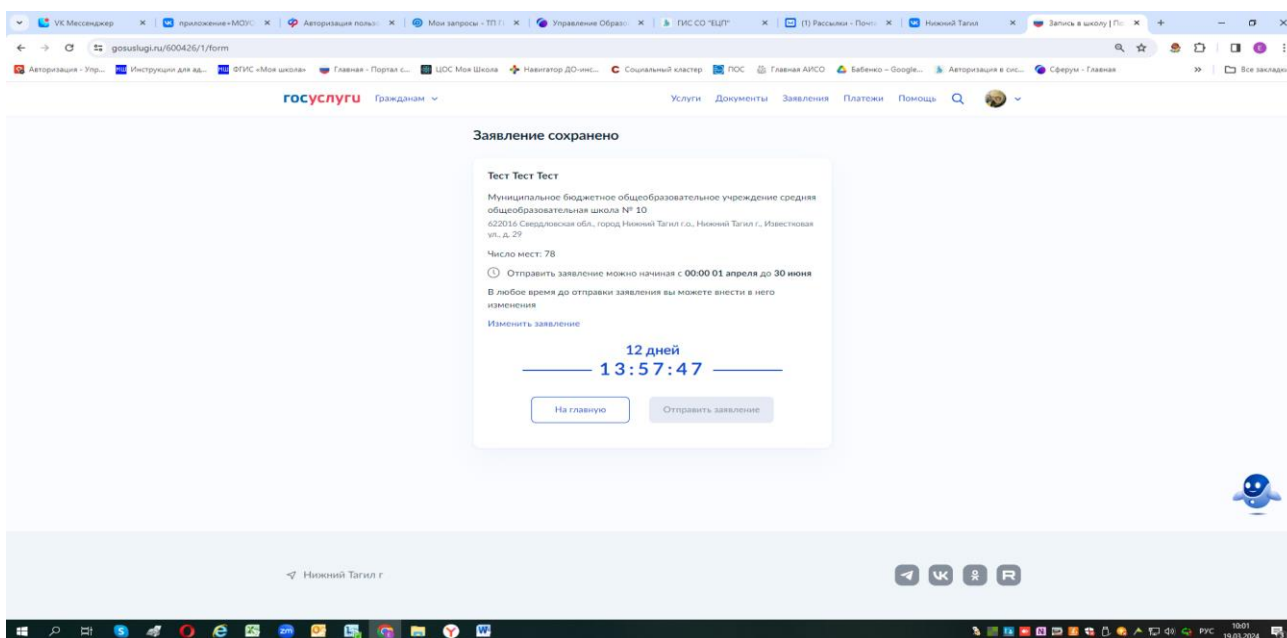 VK Мессенджер
приложение+МОУО
Авторизация польз
Мои запросы - ТП Г
Управление Образо
ГИС СО "ЕЦП"
(1) Рассылки - Почта
Нижний Тагил
Запись в школу | По
gosuslugi.ru/600426/1/form
Авторизация - Упр...
Инструкции для ад...
ФГИС «Моя школа»
Главная - Портал с...
ЦОС Моя Школа
Навигатор ДО-инс...
Социальный кластер
ПОС
Главная АИСО
Бабенко – Google...
Авторизация в сис...
Сферум - Главная
Все закладки
госуслуги
Гражданам
Услуги
Документы
Заявления
Платежи
Помощь
Заявление сохранено
Тест Тест Тест
Муниципальное бюджетное общеобразовательное учреждение средняя
общеобразовательная школа № 10
622016 Свердловская обл., город Нижний Тагил г.о., Нижний Тагил г., Известковая
ул., д. 29
Число мест: 78
Отправить заявление можно начиная с 00:00 01 апреля до 30 июня
В любое время до отправки заявления вы можете внести в него
изменения
Изменить заявление
12 дней
13:57:47
На главную
Отправить заявление
Нижний Тагил г
РУС
10:01
19.03.2024